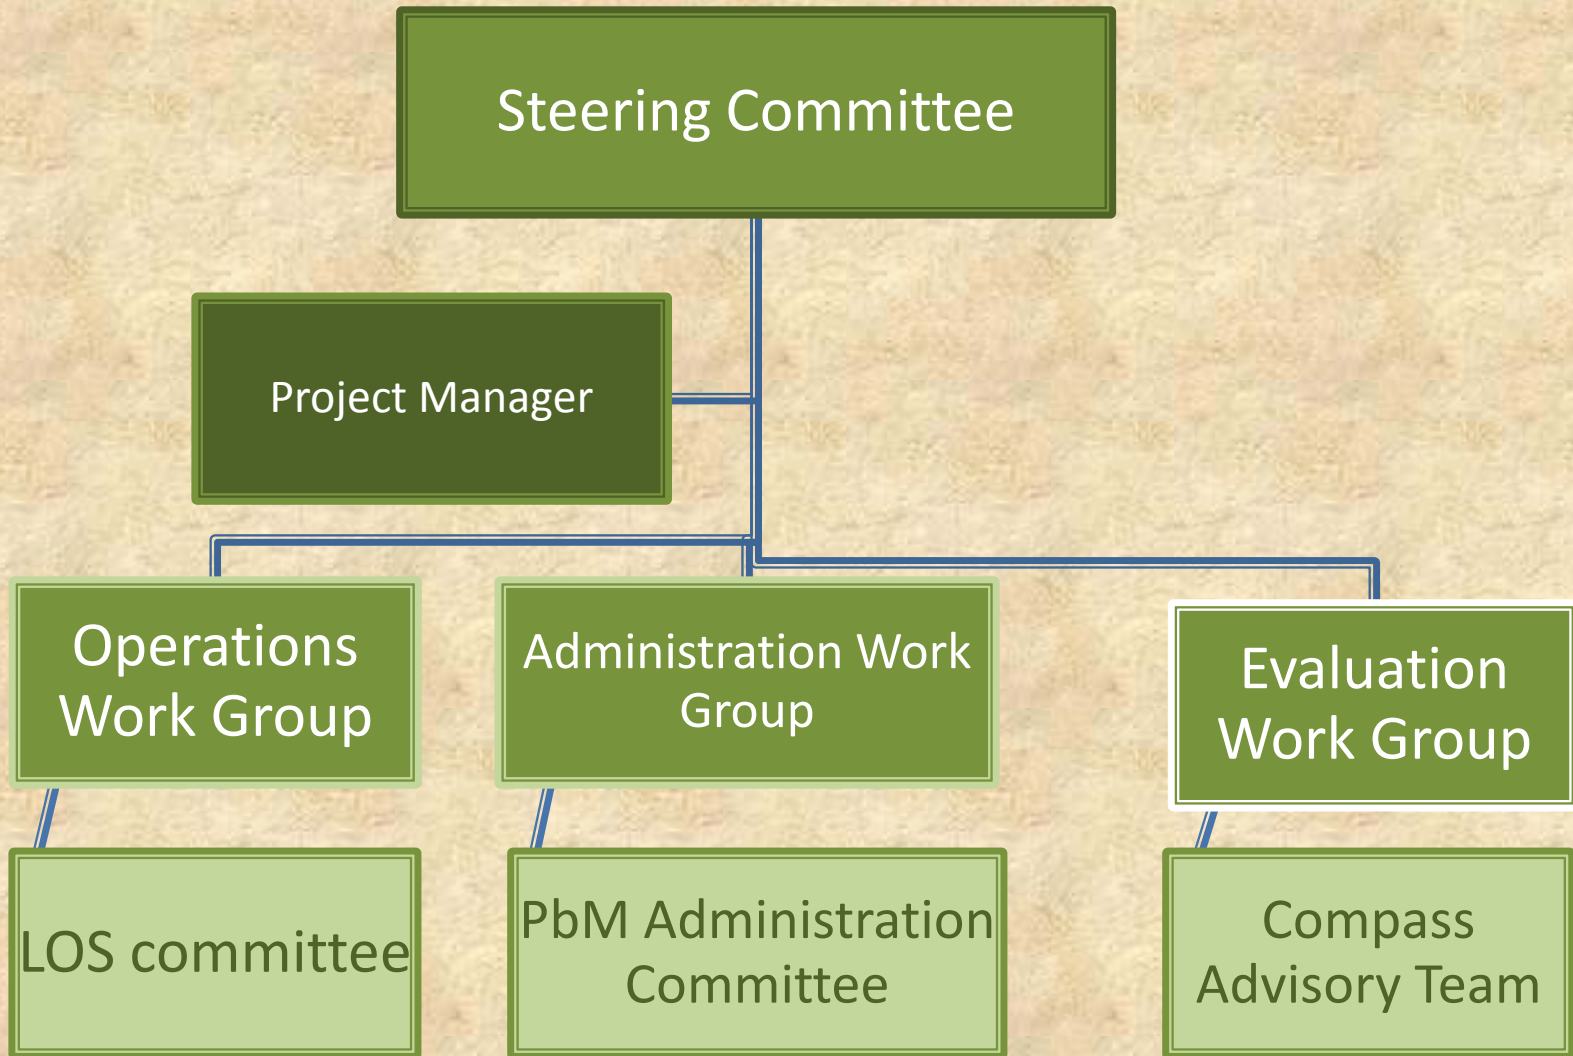 Steering Committee
Project Manager
Operations
Work Group
Administration Work
Group
Evaluation
Work Group
LOS committee
PbM Administration
Committee
Compass
Advisory Team